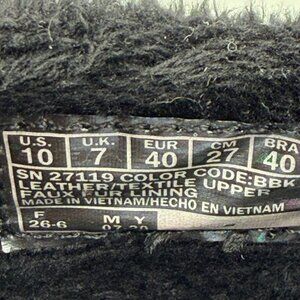 U.S. U.K. EUR CM BRA
10 7 40 27 40
SN 27119 COLOR CODE:BBK
LEATHER/TEXTILE UPPER
FAUX FUR LINING
MADE IN VIETNAM/HECHO EN VIETNAM
F M Y
26-6